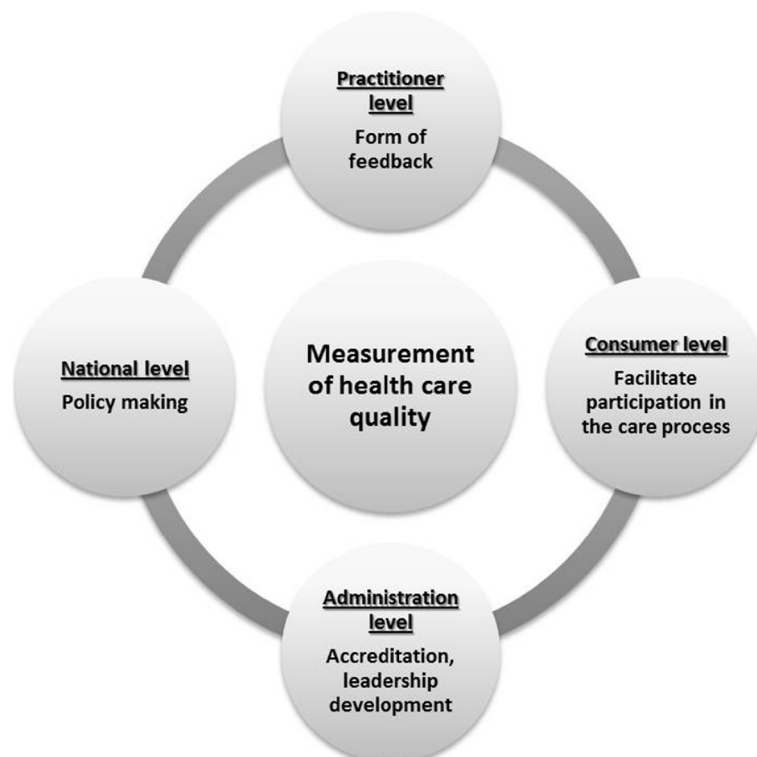 Practitioner
level
Form of
feedback
National level
Policy making
Measurement
of health care
quality
Consumer level
Facilitate
participation in
the care process
Administration
level
Accreditation,
leadership
development